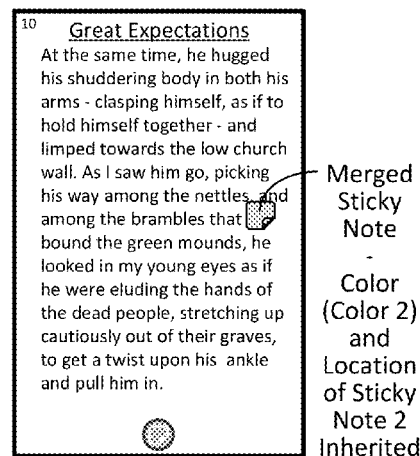 10
Great Expectations
At the same time, he hugged
his shuddering body in both his
arms - clasping himself, as if to
hold himself together - and
limped towards the low church
wall. As I saw him go, picking
his way among the nettles, and
among the brambles that
bound the green mounds, he
looked in my young eyes as if
he were eluding the hands of
the dead people, stretching up
cautiously out of their graves,
to get a twist upon his ankle
and pull him in.
Merged
Sticky
Note
-
Color
(Color 2)
and
Location
of Sticky
Note 2
Inherited